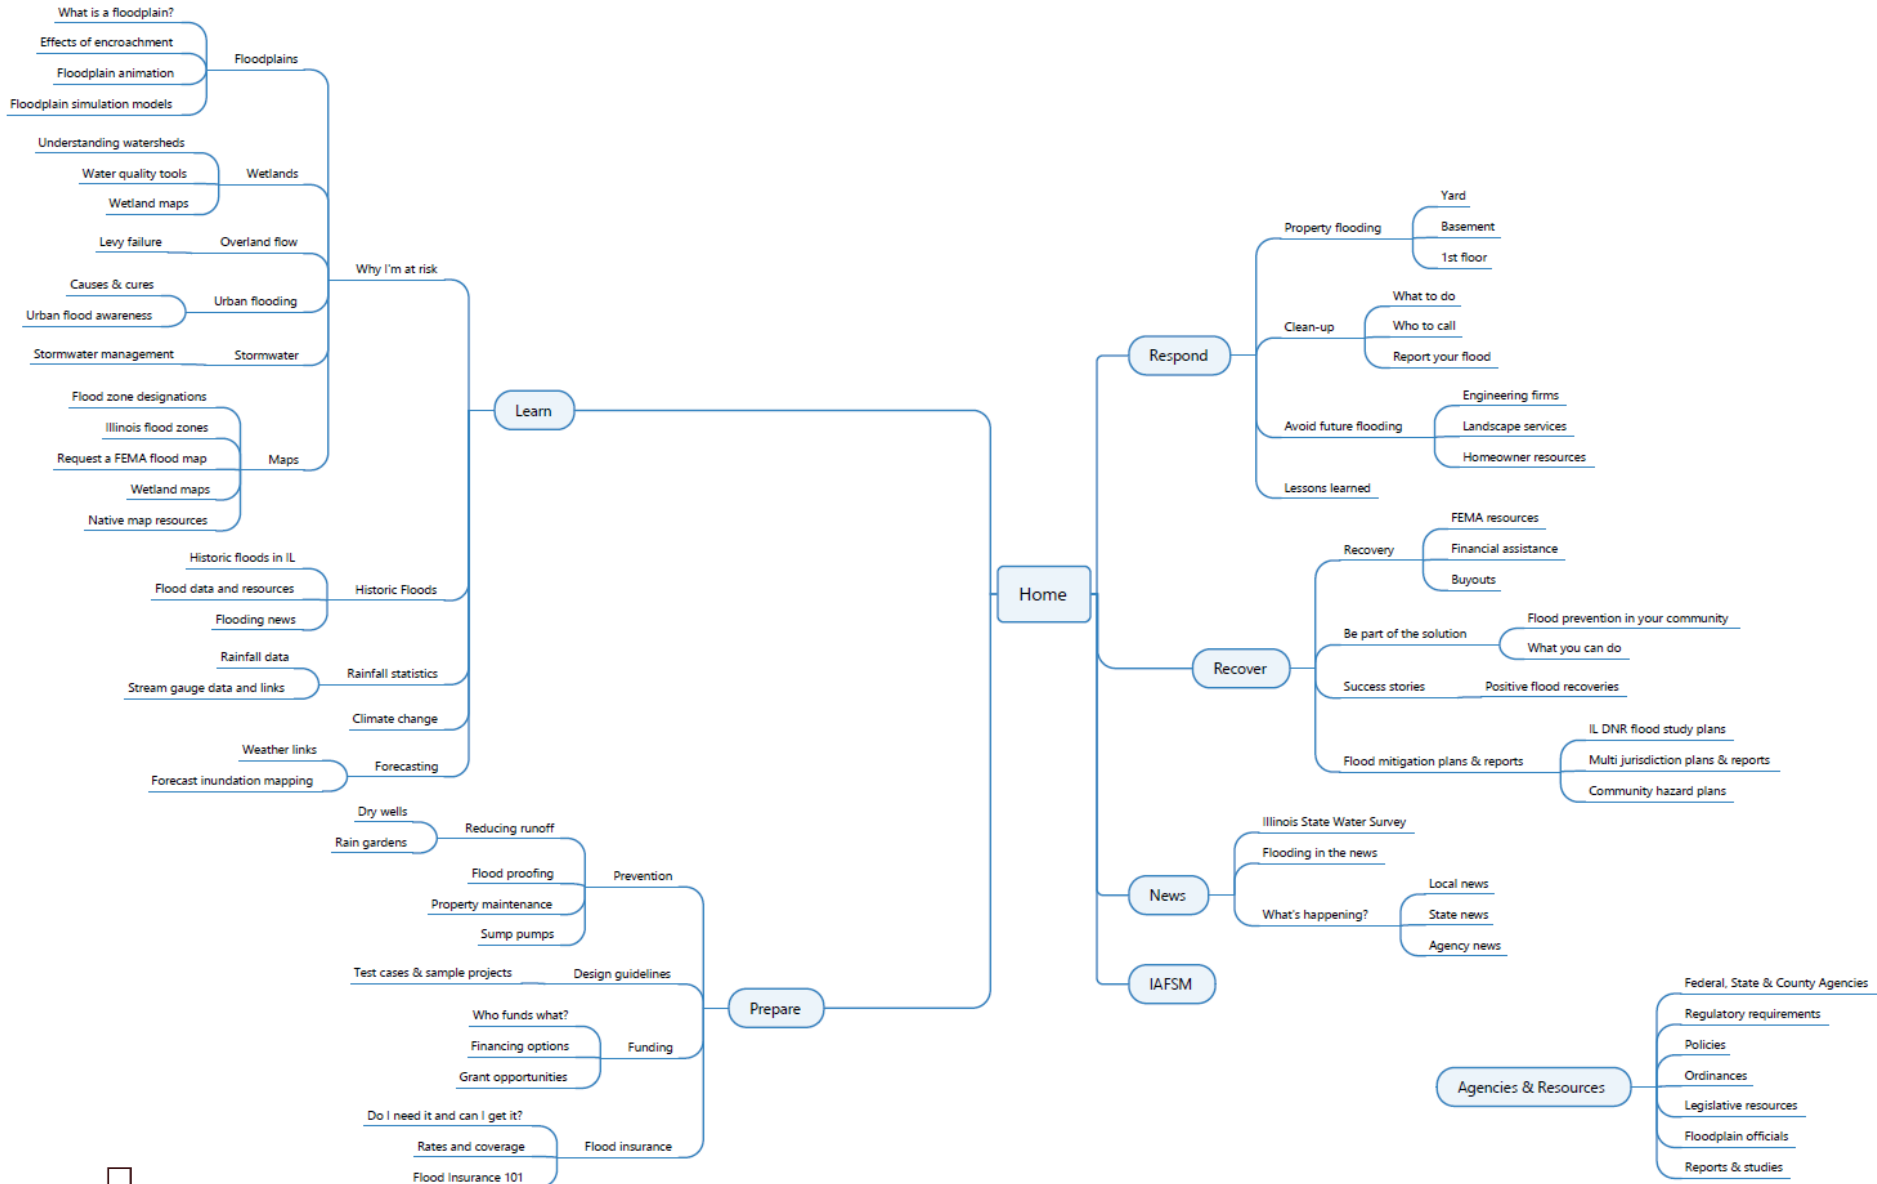 Home
Learn
Why I'm at risk
Floodplains
What is a floodplain?
Effects of encroachment
Floodplain animation
Floodplain simulation models
Wetlands
Understanding watersheds
Water quality tools
Wetland maps
Overland flow
Levy failure
Urban flooding
Causes & cures
Urban flood awareness
Stormwater
Stormwater management
Maps
Flood zone designations
Illinois flood zones
Request a FEMA flood map
Wetland maps
Native map resources
Historic Floods
Historic floods in IL
Flood data and resources
Flooding news
Rainfall statistics
Rainfall data
Stream gauge data and links
Climate change
Forecasting
Weather links
Forecast inundation mapping
Prepare
Prevention
Reducing runoff
Dry wells
Rain gardens
Flood proofing
Property maintenance
Sump pumps
Design guidelines
Test cases & sample projects
Funding
Who funds what?
Financing options
Grant opportunities
Flood insurance
Do I need it and can I get it?
Rates and coverage
Flood Insurance 101
Respond
Property flooding
Yard
Basement
1st floor
Clean-up
What to do
Who to call
Report your flood
Avoid future flooding
Engineering firms
Landscape services
Homeowner resources
Lessons learned
Recover
Recovery
FEMA resources
Financial assistance
Buyouts
Be part of the solution
Flood prevention in your community
What you can do
Success stories
Positive flood recoveries
Flood mitigation plans & reports
IL DNR flood study plans
Multi jurisdiction plans & reports
Community hazard plans
News
Illinois State Water Survey
Flooding in the news
What's happening?
Local news
State news
Agency news
IAFSM
Agencies & Resources
Federal, State & County Agencies
Regulatory requirements
Policies
Ordinances
Legislative resources
Floodplain officials
Reports & studies